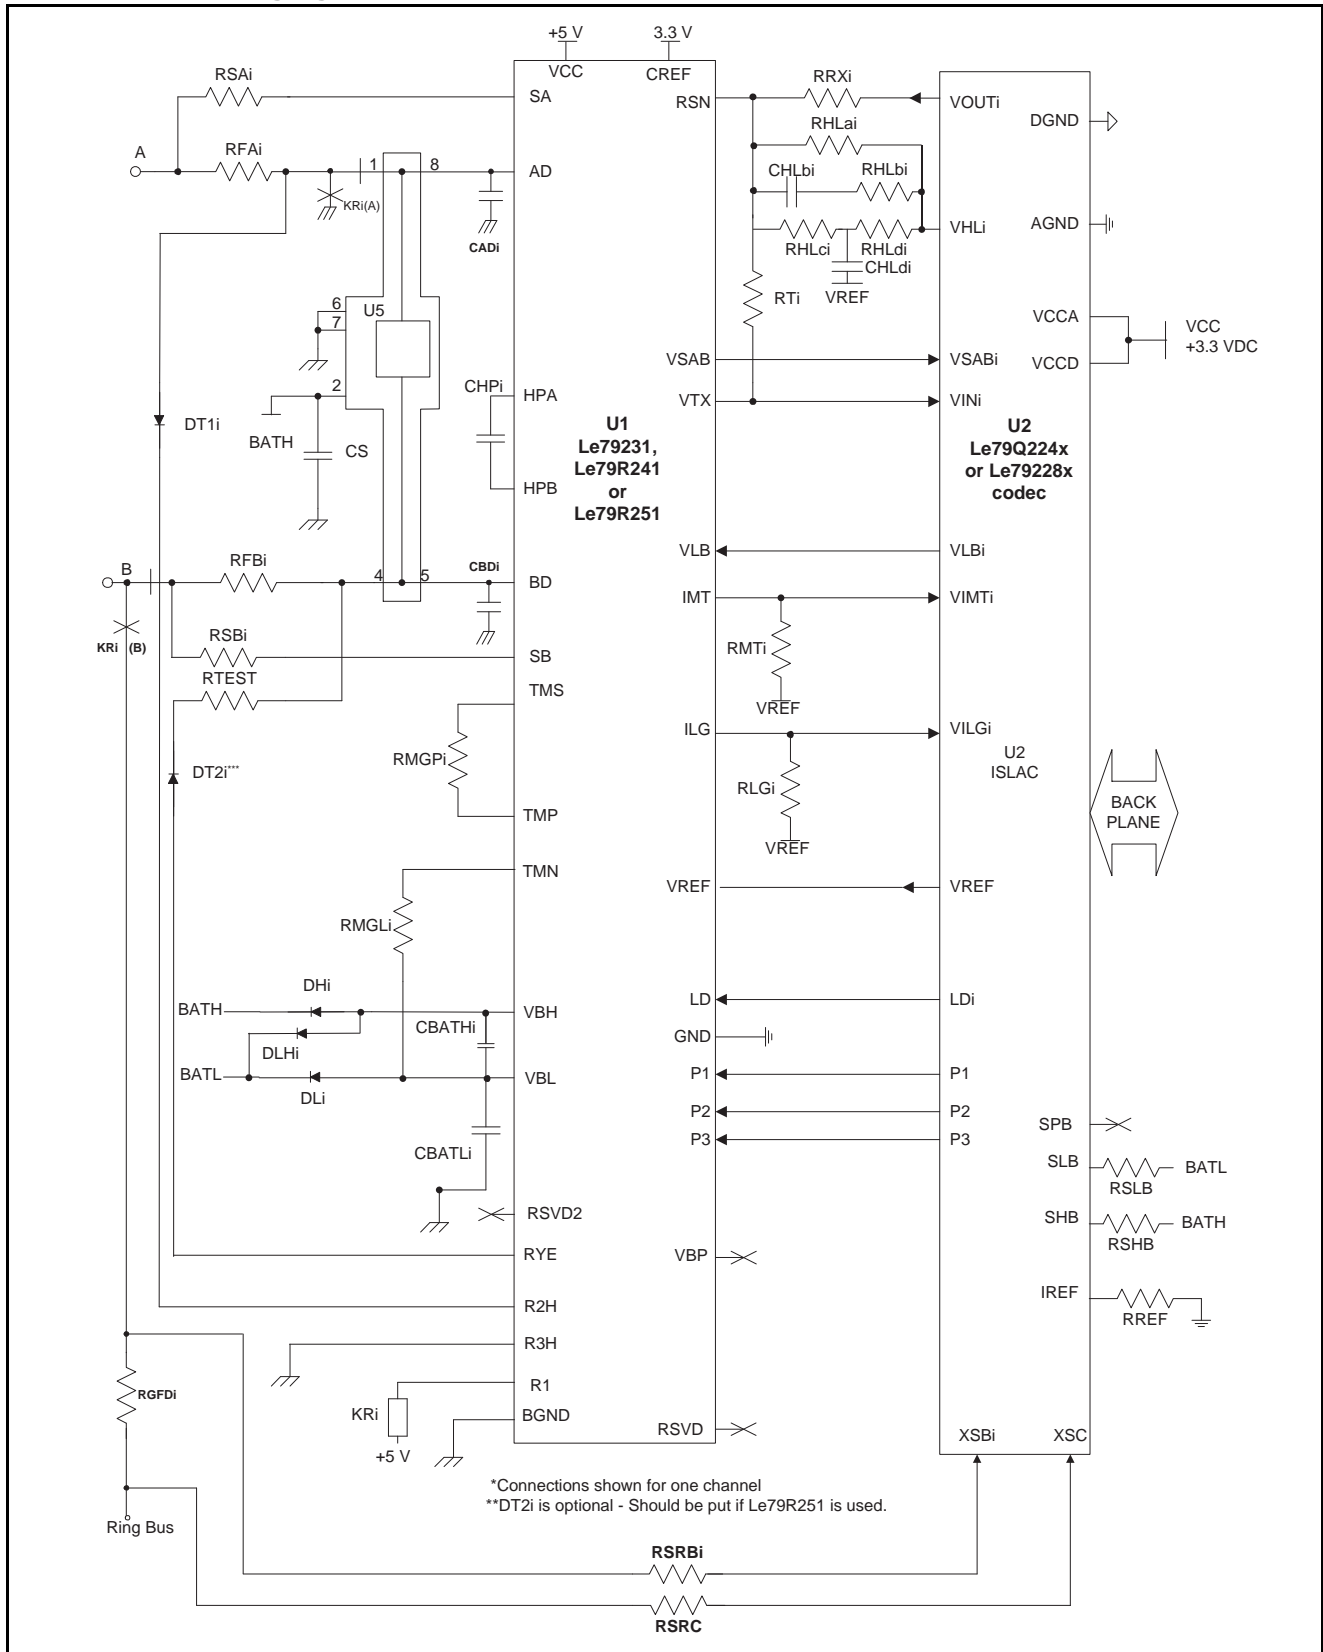 +5 V
3.3 V
VCC
CREF
RSAi
SA
RSN
RRXi
VOUTi
DGND
RHLai
A
RFAi
1
8
AD
KRi(A)
CADi
CHLbi
RHLbi
VHLi
AGND
RHLci
RHLdi
CHLdi
VREF
RTi
6
7
U5
VCCA
VCCD
VCC
+3.3 VDC
VSAB
VSABi
2
CHPi
HPA
VTX
VINi
DT1i
BATH
CS
HPB
U1
Le79231,
Le79R241
or
Le79R251
U2
Le79Q224x
or Le79228x
codec
VLB
VLBi
B
RFBi
4
5
CBDi
BD
IMT
VIMTi
KRi (B)
RSBi
SB
RMTi
RTEST
TMS
VREF
ILG
VILGi
U2
ISLAC
DT2i***
RMGPi
RLGi
BACK
PLANE
TMP
VREF
TMN
VREF
VREF
RMGLi
DHi
LD
LDi
BATH
CBATHi
VBH
GND
DLHi
BATL
VBL
P1
P1
DLi
P2
P2
SPB
CBATLi
P3
P3
SLB
RSLB
BATL
RSVD2
SHB
RSHB
BATH
RYE
VBP
IREF
RREF
R2H
R3H
RGFDi
R1
KRi
BGND
RSVD
XSBi
XSC
+5 V
*Connections shown for one channel
**DT2i is optional - Should be put if Le79R251 is used.
Ring Bus
RSRBi
RSRC